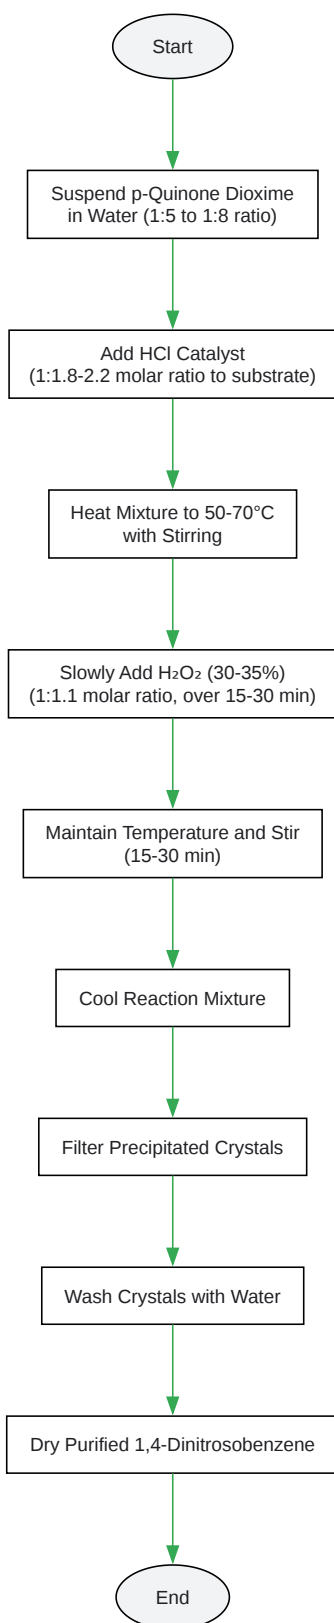 Start
Suspend p-Quinone Dioxime
in Water (1:5 to 1:8 ratio)
Add HCl Catalyst
(1:1.8-2.2 molar ratio to substrate)
Heat Mixture to 50-70°C
with Stirring
Slowly Add H₂O₂ (30-35%)
(1:1.1 molar ratio, over 15-30 min)
Maintain Temperature and Stir
(15-30 min)
Cool Reaction Mixture
Filter Precipitated Crystals
Wash Crystals with Water
Dry Purified 1,4-Dinitrosobenzene
End